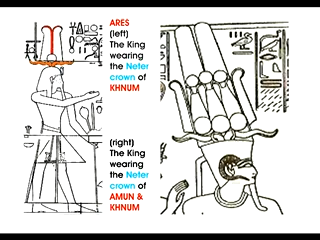 ARES
(left)
The King
wearing
the Neter
crown of
KHNUM
(right)
The King
wearing
the Neter
crown of
AMUN &
KHNUM